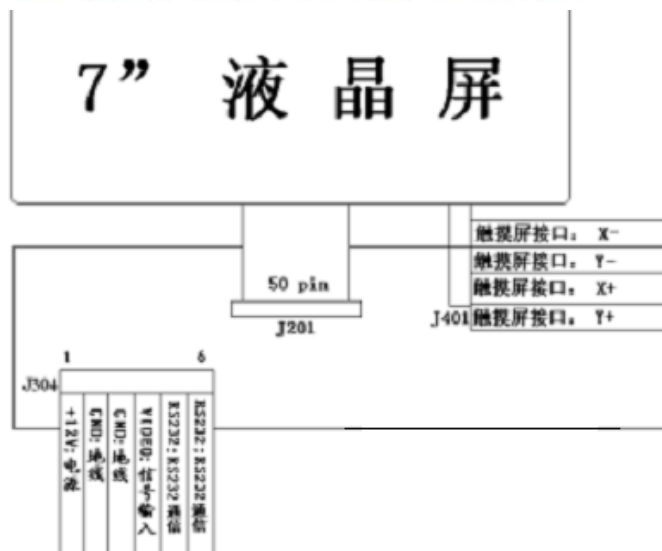 7” 液晶屏
触摸屏接口: X-
触摸屏接口: Y-
50 pin
触摸屏接口: X+
J201
J401
触摸屏接口: Y+
1
6
J304
+12V:电源
GND:地线
GND:地线
VIDEO:信号输入
RS232:RS232通信
RS232:RS232通信